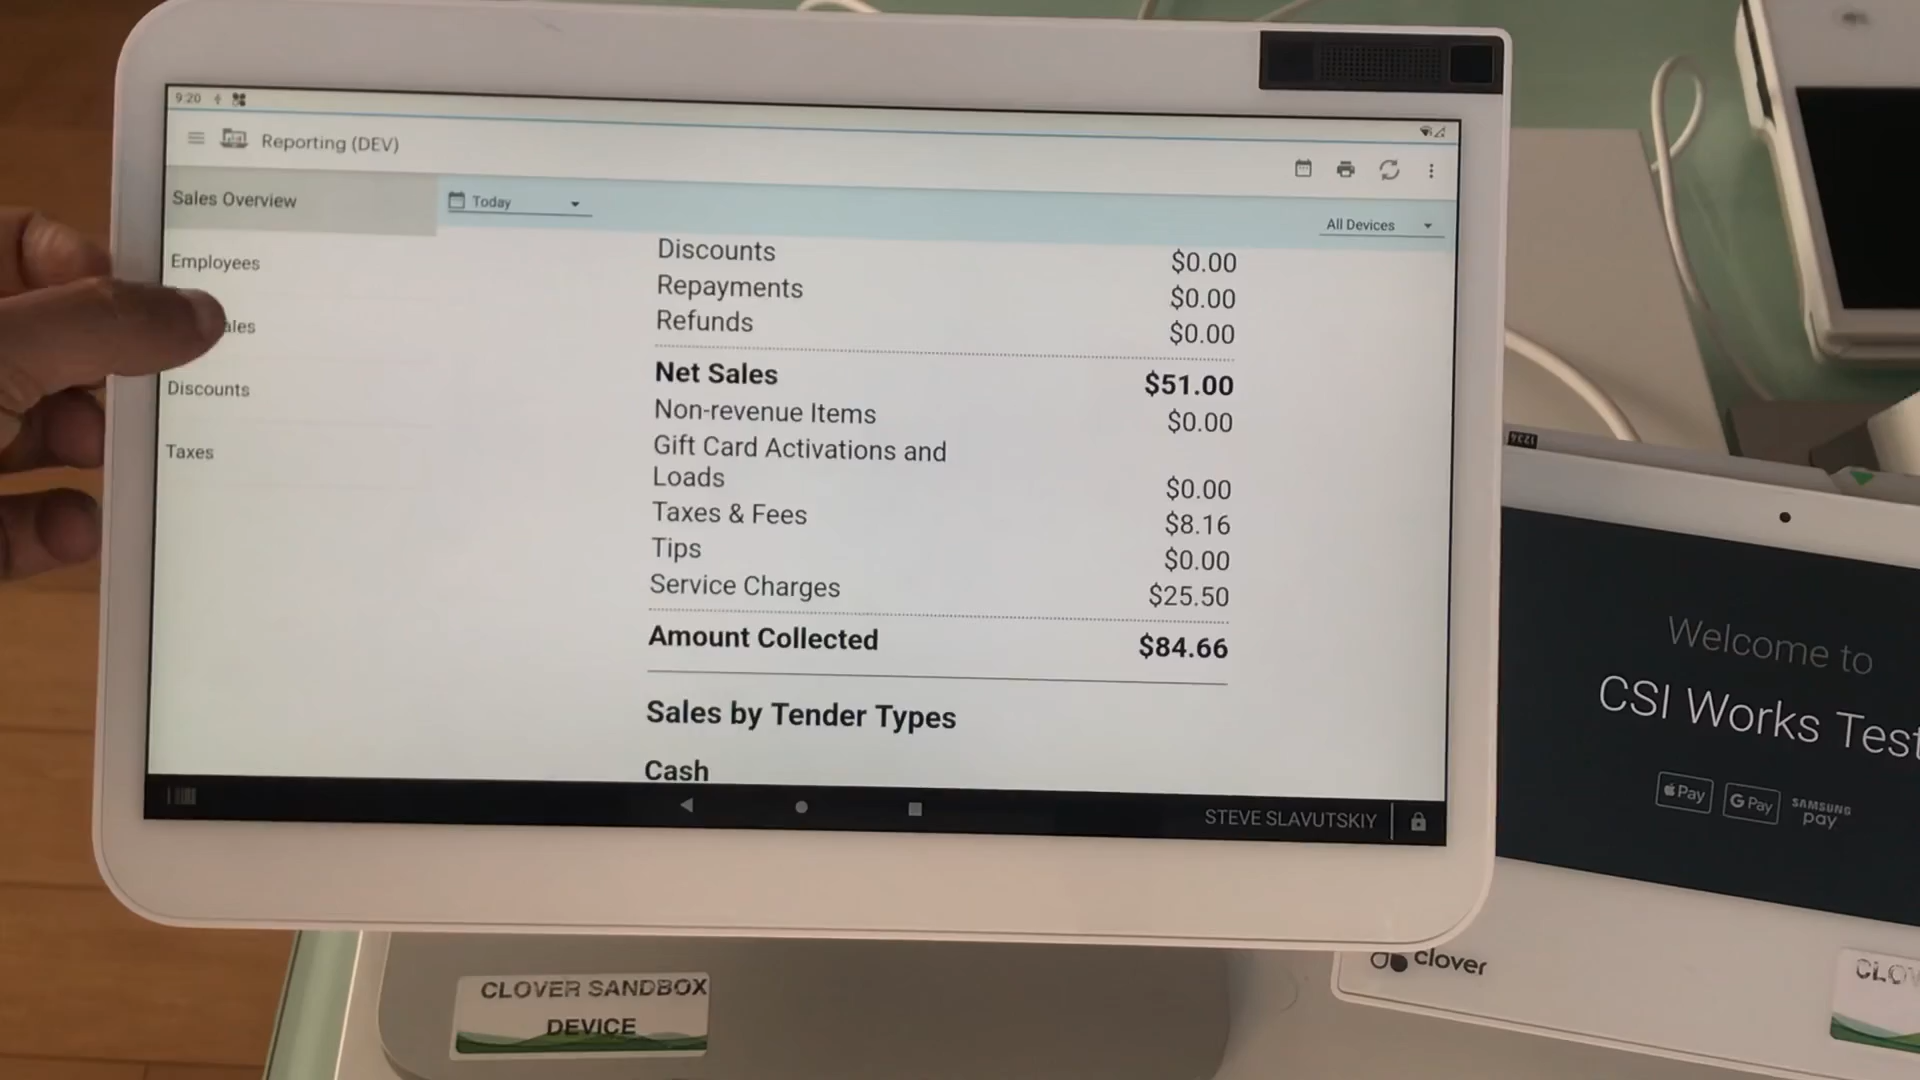 9:20
Reporting (DEV)
Sales Overview
Today
All Devices
Employees
ales
Discounts
Taxes
Discounts $0.00
Repayments $0.00
Refunds $0.00
Net Sales $51.00
Non-revenue Items $0.00
Gift Card Activations and
Loads $0.00
Taxes & Fees $8.16
Tips $0.00
Service Charges $25.50
Amount Collected $84.66
Sales by Tender Types
Cash
STEVE SLAVUTSKIY
CLOVER SANDBOX
DEVICE
1234
Welcome to
CSI Works Test
Pay
G Pay
SAMSUNG
pay
clover
CLOV